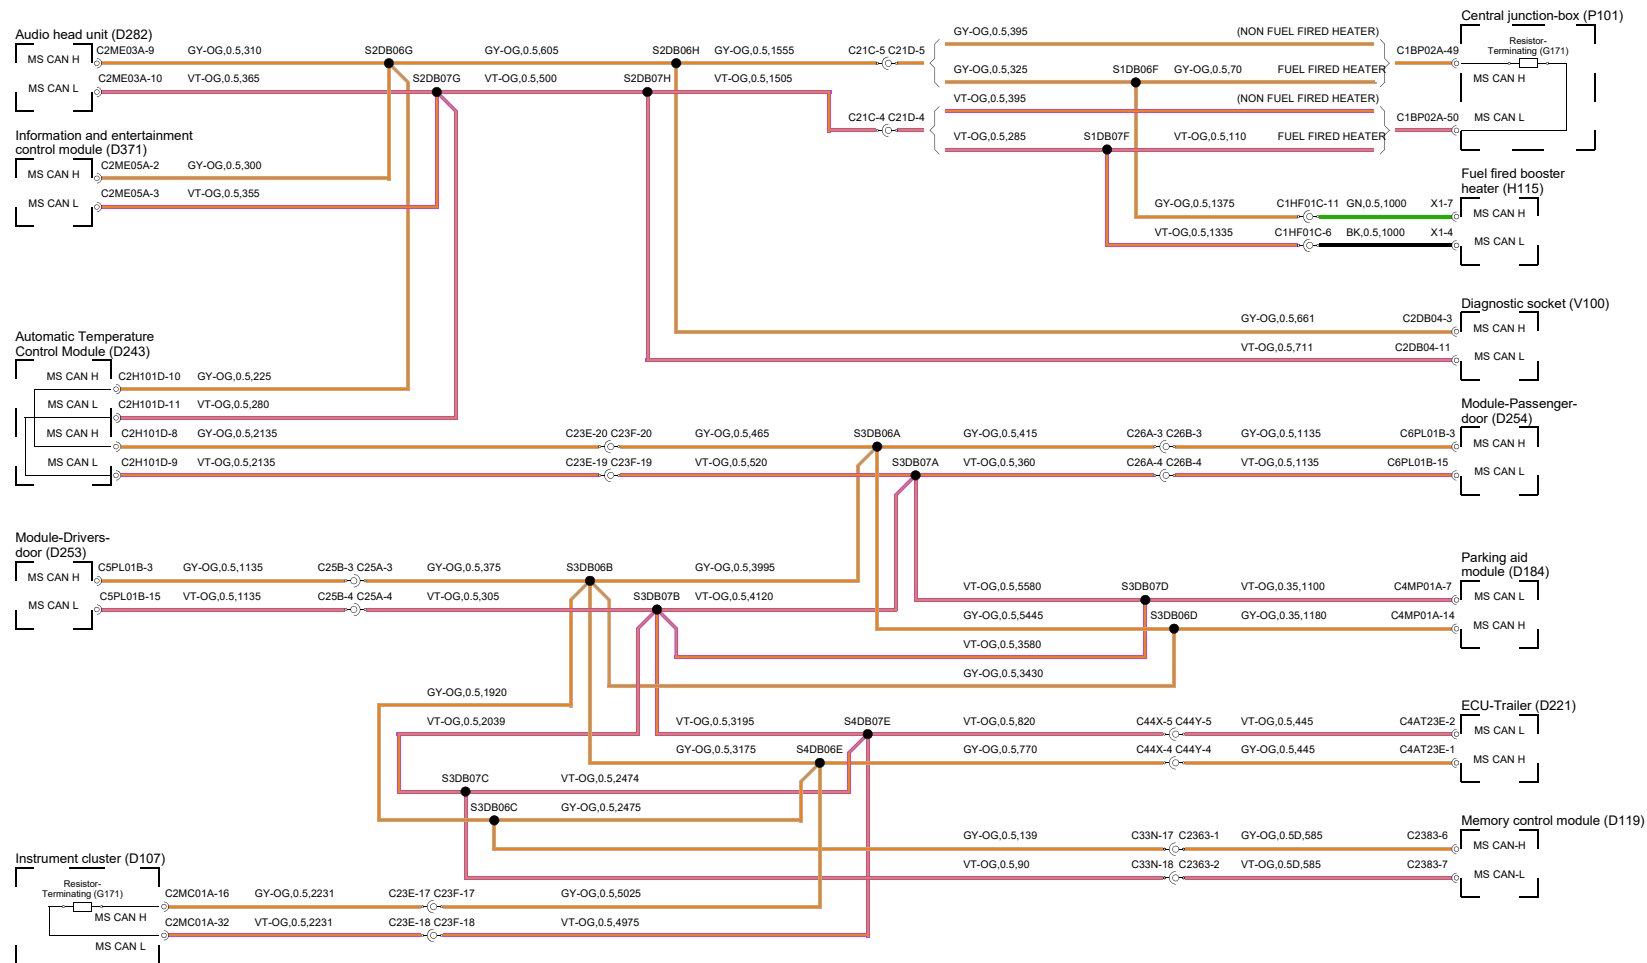 Audio head unit (D282)
MS CAN H
C2ME03A-9
GY-OG,0.5,310
S2DB06G
GY-OG,0.5,605
S2DB06H
GY-OG,0.5,1555
C21C-5 C21D-5
MS CAN L
C2ME03A-10
VT-OG,0.5,365
S2DB07G
VT-OG,0.5,500
S2DB07H
VT-OG,0.5,1505
C21C-4 C21D-4
GY-OG,0.5,395
(NON FUEL FIRED HEATER)
GY-OG,0.5,325
S1DB06F
GY-OG,0.5,70
FUEL FIRED HEATER
VT-OG,0.5,395
(NON FUEL FIRED HEATER)
VT-OG,0.5,285
S1DB07F
VT-OG,0.5,110
FUEL FIRED HEATER
Central junction-box (P101)
C1BP02A-49
Resistor-
Terminating (G171)
MS CAN H
C1BP02A-50
MS CAN L
Information and entertainment
control module (D371)
MS CAN H
C2ME05A-2
GY-OG,0.5,300
MS CAN L
C2ME05A-3
VT-OG,0.5,355
Fuel fired booster
heater (H115)
GY-OG,0.5,1375
C1HF01C-11
GN,0.5,1000
X1-7
MS CAN H
VT-OG,0.5,1335
C1HF01C-6
BK,0.5,1000
X1-4
MS CAN L
Diagnostic socket (V100)
GY-OG,0.5,661
C2DB04-3
MS CAN H
VT-OG,0.5,711
C2DB04-11
MS CAN L
Automatic Temperature
Control Module (D243)
MS CAN H
C2H101D-10
GY-OG,0.5,225
MS CAN L
C2H101D-11
VT-OG,0.5,280
MS CAN H
C2H101D-8
GY-OG,0.5,2135
C23E-20 C23F-20
GY-OG,0.5,465
S3DB06A
GY-OG,0.5,415
C26A-3 C26B-3
GY-OG,0.5,1135
C6PL01B-3
MS CAN L
C2H101D-9
VT-OG,0.5,2135
C23E-19 C23F-19
VT-OG,0.5,520
S3DB07A
VT-OG,0.5,360
C26A-4 C26B-4
VT-OG,0.5,1135
C6PL01B-15
Module-Passenger-
door (D254)
MS CAN H
MS CAN L
Module-Drivers-
door (D253)
MS CAN H
C5PL01B-3
GY-OG,0.5,1135
C25B-3 C25A-3
GY-OG,0.5,375
S3DB06B
GY-OG,0.5,3995
MS CAN L
C5PL01B-15
VT-OG,0.5,1135
C25B-4 C25A-4
VT-OG,0.5,305
S3DB07B
VT-OG,0.5,4120
Parking aid
module (D184)
VT-OG,0.5,5580
S3DB07D
VT-OG,0.35,1100
C4MP01A-7
MS CAN L
GY-OG,0.5,5445
S3DB06D
GY-OG,0.35,1180
C4MP01A-14
MS CAN H
VT-OG,0.5,3580
GY-OG,0.5,3430
GY-OG,0.5,1920
VT-OG,0.5,2039
VT-OG,0.5,3195
S4DB07E
VT-OG,0.5,820
C44X-5 C44Y-5
VT-OG,0.5,445
C4AT23E-2
GY-OG,0.5,3175
S4DB06E
GY-OG,0.5,770
C44X-4 C44Y-4
GY-OG,0.5,445
C4AT23E-1
ECU-Trailer (D221)
MS CAN L
MS CAN H
S3DB07C
VT-OG,0.5,2474
S3DB06C
GY-OG,0.5,2475
Memory control module (D119)
GY-OG,0.5,139
C33N-17 C2363-1
GY-OG,0.5D,585
C2383-6
MS CAN-H
VT-OG,0.5,90
C33N-18 C2363-2
VT-OG,0.5D,585
C2383-7
MS CAN-L
Instrument cluster (D107)
Resistor-
Terminating (G171)
MS CAN H
C2MC01A-16
GY-OG,0.5,2231
C23E-17 C23F-17
GY-OG,0.5,5025
MS CAN L
C2MC01A-32
VT-OG,0.5,2231
C23E-18 C23F-18
VT-OG,0.5,4975